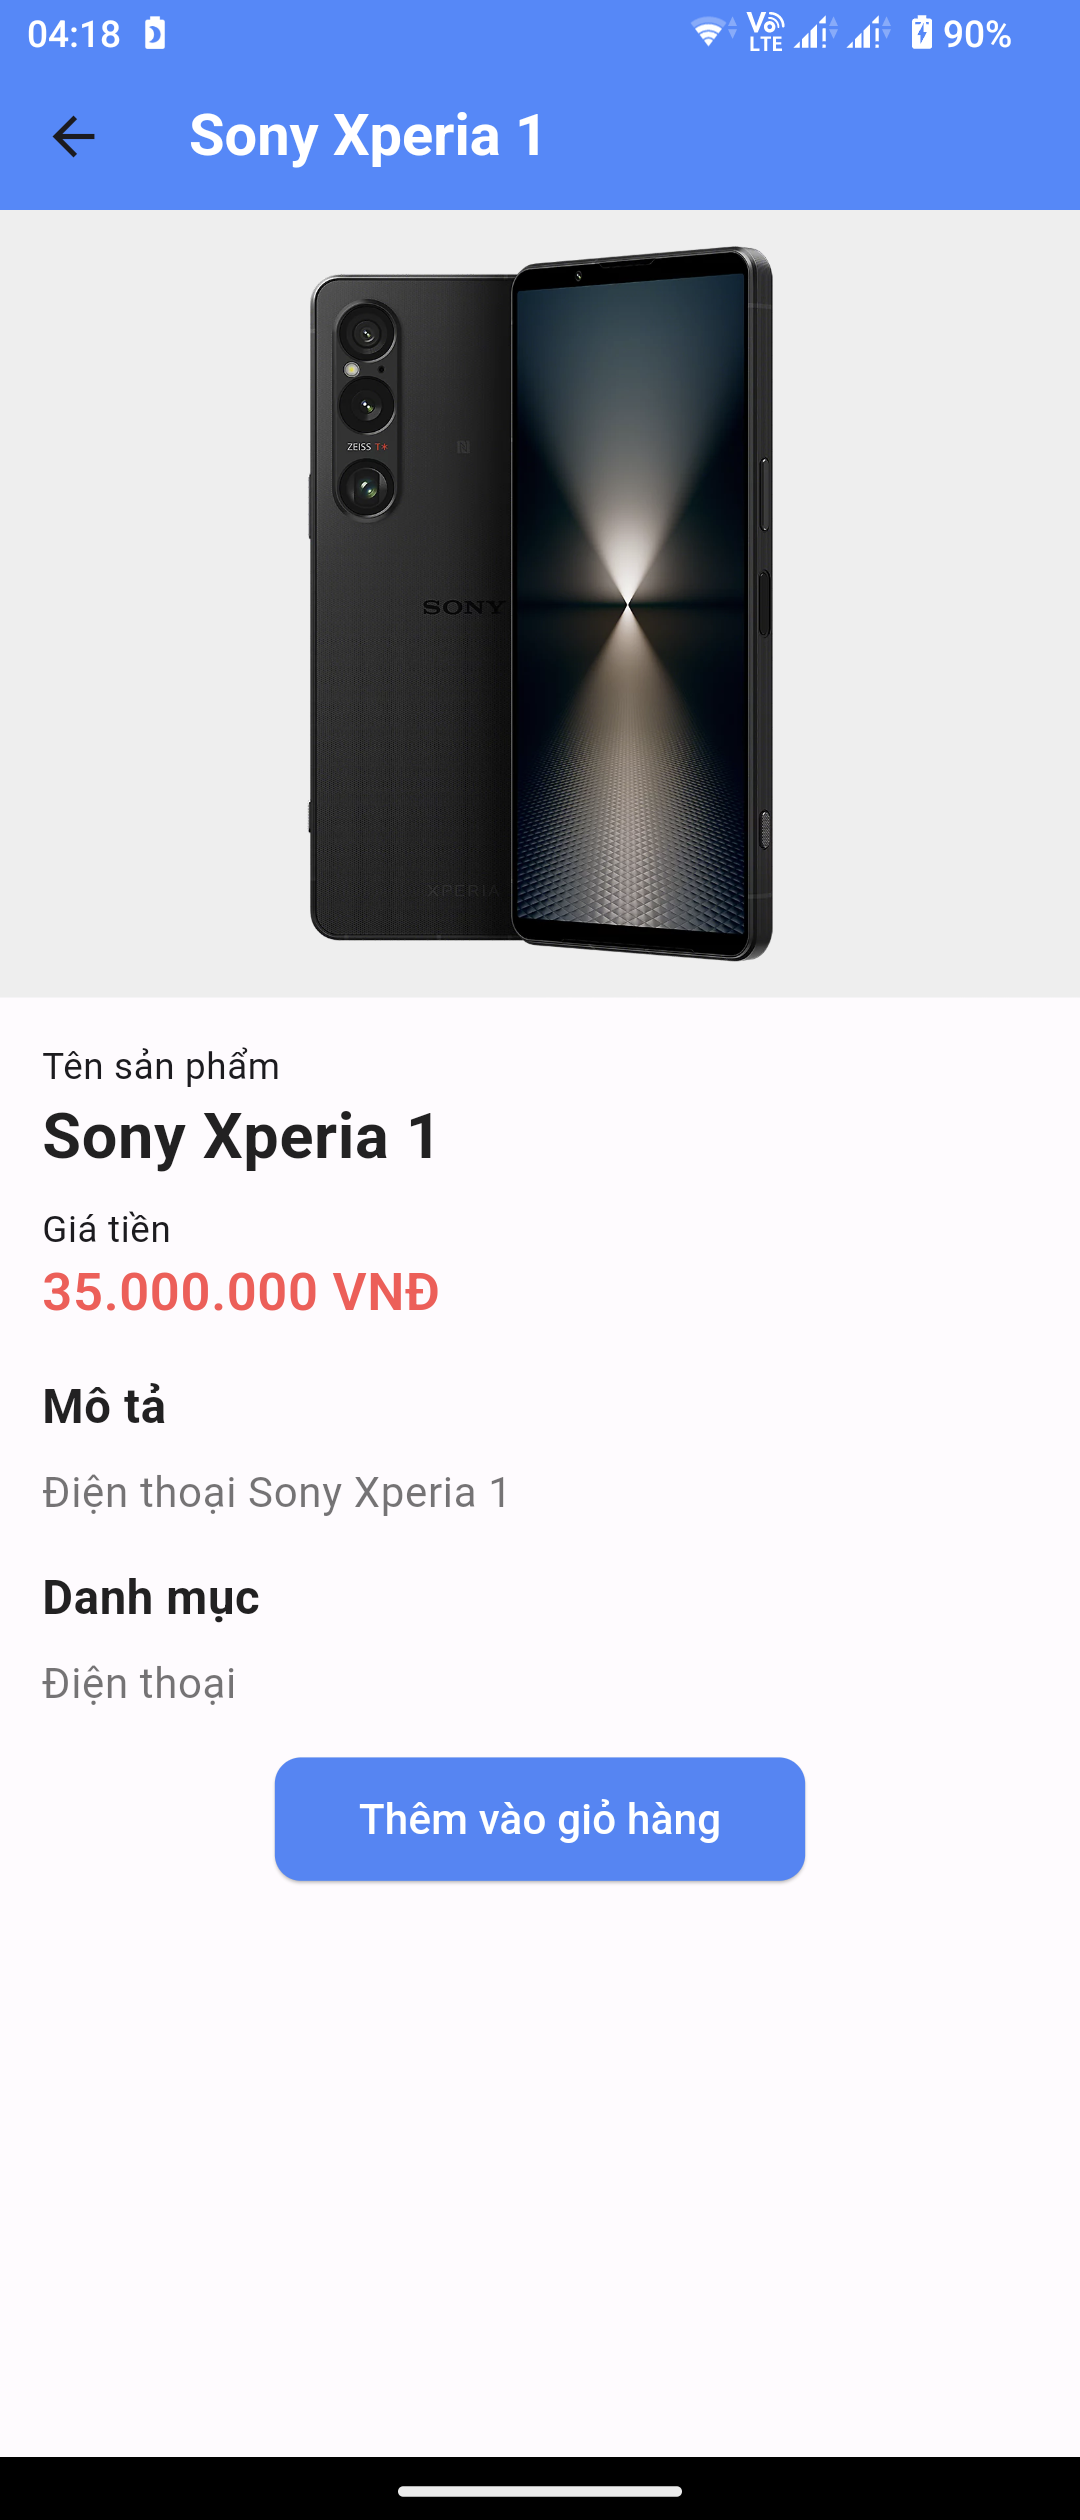 04:18
Vo LTE
90%
Sony Xperia 1
ZEISS T*
SONY
XPERIA
Tên sản phẩm
Sony Xperia 1
Giá tiền
35.000.000 VNĐ
Mô tả
Điện thoại Sony Xperia 1
Danh mục
Điện thoại
Thêm vào giỏ hàng